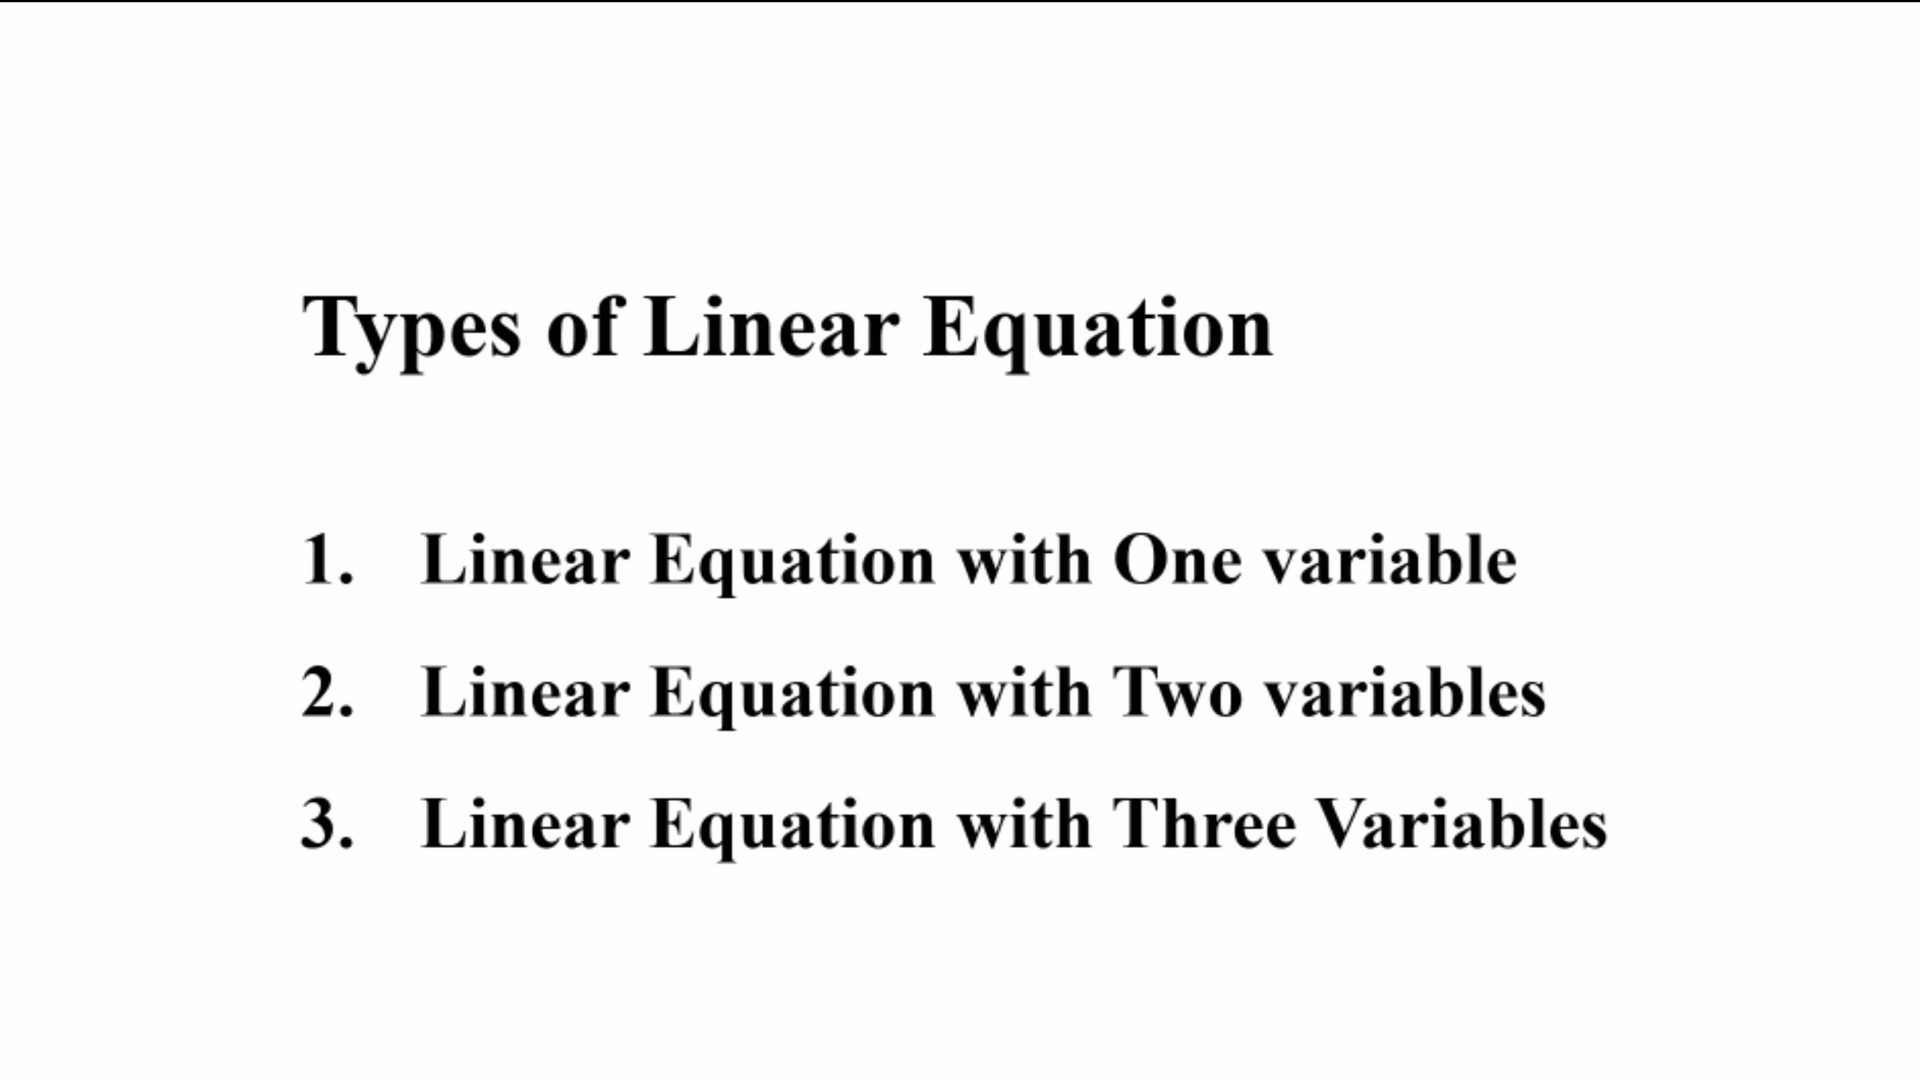 Types of Linear Equation
1. Linear Equation with One variable
2. Linear Equation with Two variables
3. Linear Equation with Three Variables